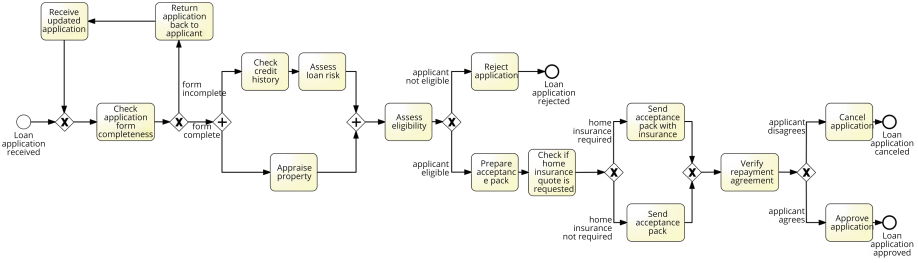 Receive
updated
application
Return
application
back to
applicant
form
incomplete
Loan
application
received
Check
application
form
completeness
form
complete
Check
credit
history
Assess
loan risk
Appraise
property
Assess
eligibility
applicant
not eligible
Reject
application
Loan
application
rejected
applicant
eligible
Prepare
acceptanc
e pack
Check if
home
insurance
quote is
requested
home
insurance
required
Send
acceptance
pack with
insurance
home
insurance
not required
Send
acceptance
pack
Verify
repayment
agreement
applicant
disagrees
Cancel
application
Loan
application
canceled
applicant
agrees
Approve
application
Loan
application
approved